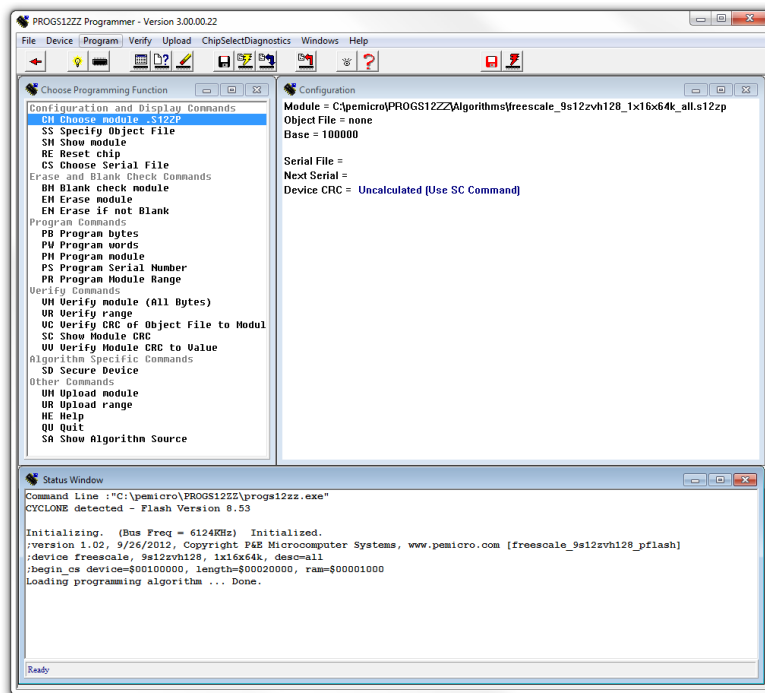 PROGS12ZZ Programmer - Version 3.00.00.22
File Device Program Verify Upload ChipSelectDiagnostics Windows Help
Choose Programming Function
Configuration and Display Commands
CM Choose module .S12ZP
SS Specify Object File
SM Show module
RE Reset chip
CS Choose Serial File
Erase and Blank Check Commands
BM Blank check module
EM Erase module
EN Erase if not Blank
Program Commands
PB Program bytes
PW Program words
PM Program module
PS Program Serial Number
PR Program Module Range
Verify Commands
VM Verify module (All Bytes)
VR Verify range
VC Verify CRC of Object File to Modul
SC Show Module CRC
VV Verify Module CRC to Value
Algorithm Specific Commands
SD Secure Device
Other Commands
UM Upload module
UR Upload range
HE Help
QU Quit
SA Show Algorithm Source
Configuration
Module = C:\pemicro\PROGS12ZZ\Algorithms\freescale_9s12zvh128_1x16x64k_all.s12zp
Object File = none
Base = 100000
Serial File =
Next Serial =
Device CRC = Uncalculated (Use SC Command)
Status Window
Command Line :"C:\pemicro\PROGS12ZZ\progs12zz.exe"
CYCLONE detected - Flash Version 8.53
Initializing. (Bus Freq = 6124KHz) Initialized.
;version 1.02, 9/26/2012, Copyright P&E Microcomputer Systems, www.pemicro.com [freescale_9s12zvh128_pflash]
;device freescale, 9s12zvh128, 1x16x64k, desc=all
;begin_cs device=$00100000, length=$00020000, ram=$00001000
Loading programming algorithm ... Done.
Ready